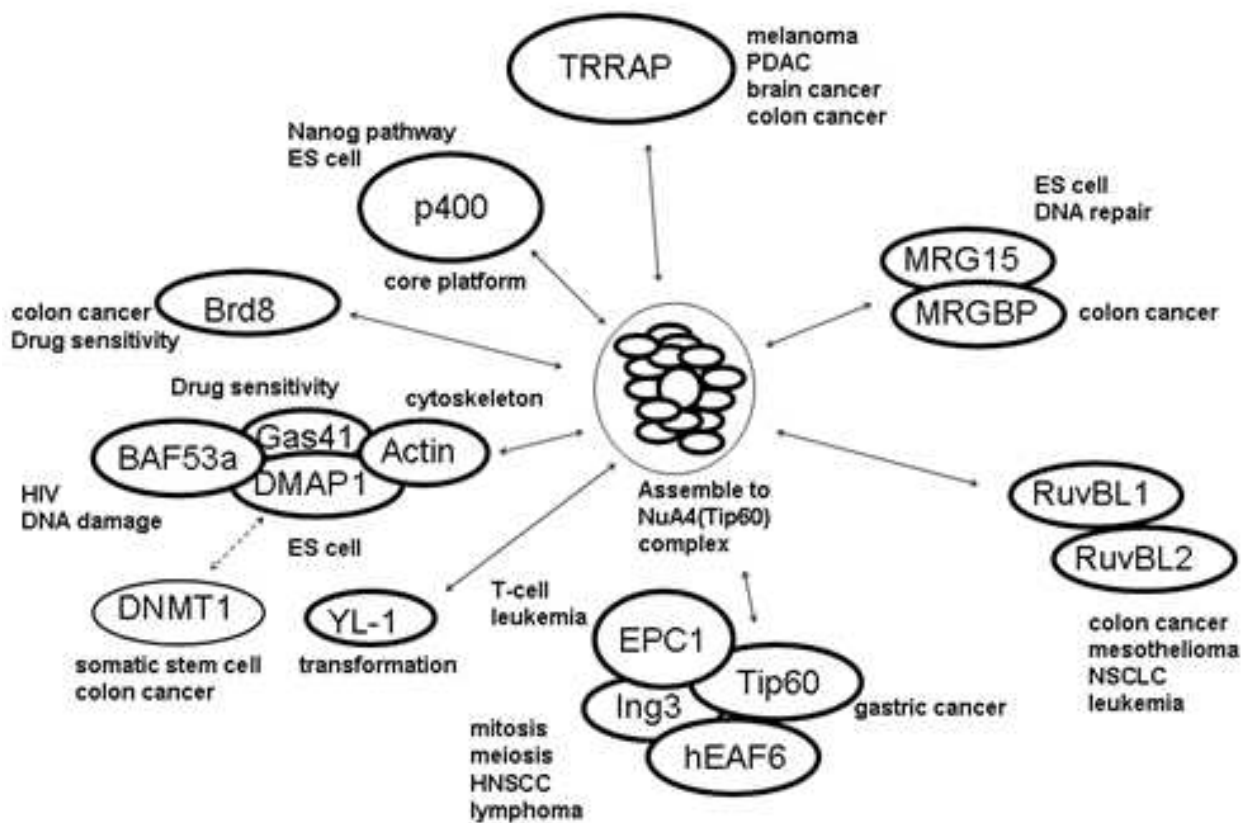 TRRAP
melanoma
PDAC
brain cancer
colon cancer
Nanog pathway
ES cell
p400
core platform
ES cell
DNA repair
MRG15
MRGBP
colon cancer
Brd8
colon cancer
Drug sensitivity
Drug sensitivity
cytoskeleton
Gas41
Actin
BAF53a
DMAP1
HIV
DNA damage
ES cell
DNMT1
somatic stem cell
colon cancer
YL-1
transformation
Assemble to
NuA4(Tip60)
complex
RuvBL1
RuvBL2
colon cancer
mesothelioma
NSCLC
leukemia
T-cell
leukemia
EPC1
Tip60
gastric cancer
Ing3
hEAF6
mitosis
meiosis
HNSCC
lymphoma